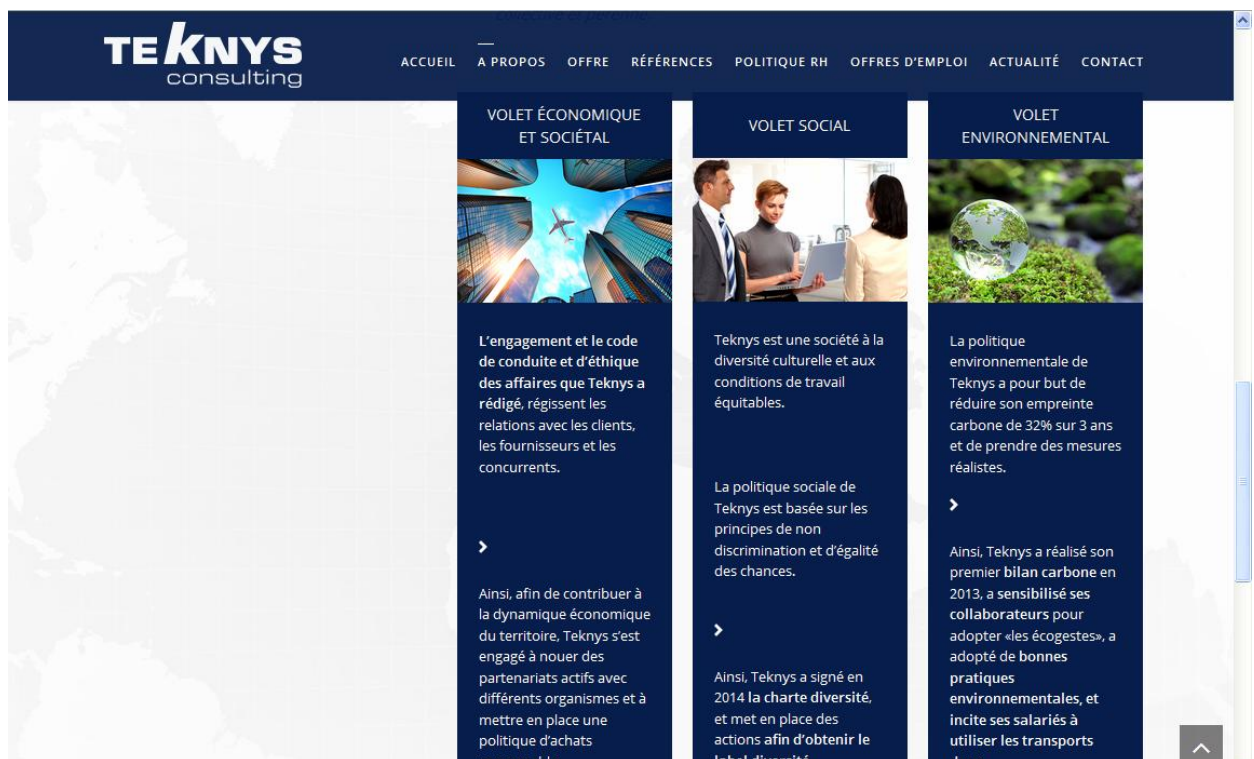 collective et pérenne.
TEKNYS
consulting
ACCUEIL A PROPOS OFFRE RÉFÉRENCES POLITIQUE RH OFFRES D'EMPLOI ACTUALITÉ CONTACT
VOLET ÉCONOMIQUE
ET SOCIÉTAL
L'engagement et le code
de conduite et d'éthique
des affaires que Teknys a
rédigé, régissent les
relations avec les clients,
les fournisseurs et les
concurrents.
Ainsi, afin de contribuer à
la dynamique économique
du territoire, Teknys s'est
engagé à nouer des
partenariats actifs avec
différents organismes et à
mettre en place une
politique d'achats
VOLET SOCIAL
Teknys est une société à la
diversité culturelle et aux
conditions de travail
équitables.
La politique sociale de
Teknys est basée sur les
principes de non
discrimination et d'égalité
des chances.
Ainsi, Teknys a signé en
2014 la charte diversité,
et met en place des
actions afin d'obtenir le
label diversité.
VOLET
ENVIRONNEMENTAL
La politique
environnementale de
Teknys a pour but de
réduire son empreinte
carbone de 32% sur 3 ans
et de prendre des mesures
réalistes.
Ainsi, Teknys a réalisé son
premier bilan carbone en
2013, a sensibilisé ses
collaborateurs pour
adopter «les écogestes», a
adopté de bonnes
pratiques
environnementales, et
incite ses salariés à
utiliser les transports